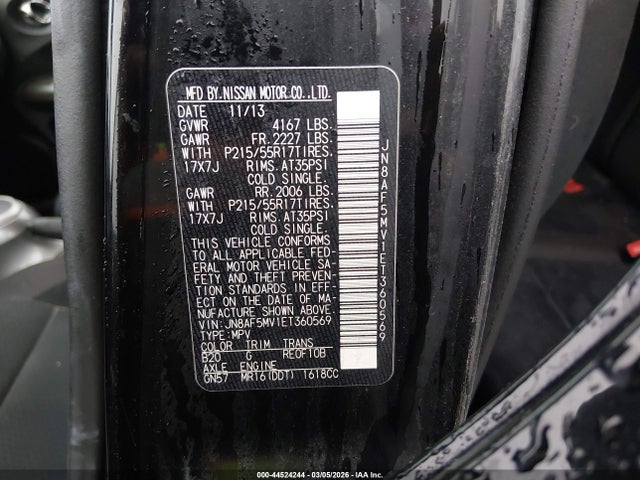 MFD BY.NISSAN MOTOR CO.,LTD.
DATE 11/13
GVWR 4167 LBS.
GAWR FR. 2227 LBS.
WITH P215/55R17TIRES.
17X7J RIMS.AT35PSI
COLD SINGLE.
GAWR RR. 2006 LBS.
WITH P215/55R17TIRES.
17X7J RIMS.AT35PSI
COLD SINGLE.
THIS VEHICLE CONFORMS
TO ALL APPLICABLE FED-
ERAL MOTOR VEHICLE SA-
FETY AND THEFT PREVEN-
TION STANDARDS IN EFF-
ECT ON THE DATE OF MA-
NUFACTURE SHOWN ABOVE.
VIN:JN8AF5MV1ET360569
TYPE:MPV
COLOR TRIM TRANS
B20 G RE0F10B
AXLE ENGINE
GN57 MR16(DDT) 1618CC
JN8AF5MV1ET360569
000-44524244 - 03/05/2026 - IAA Inc.